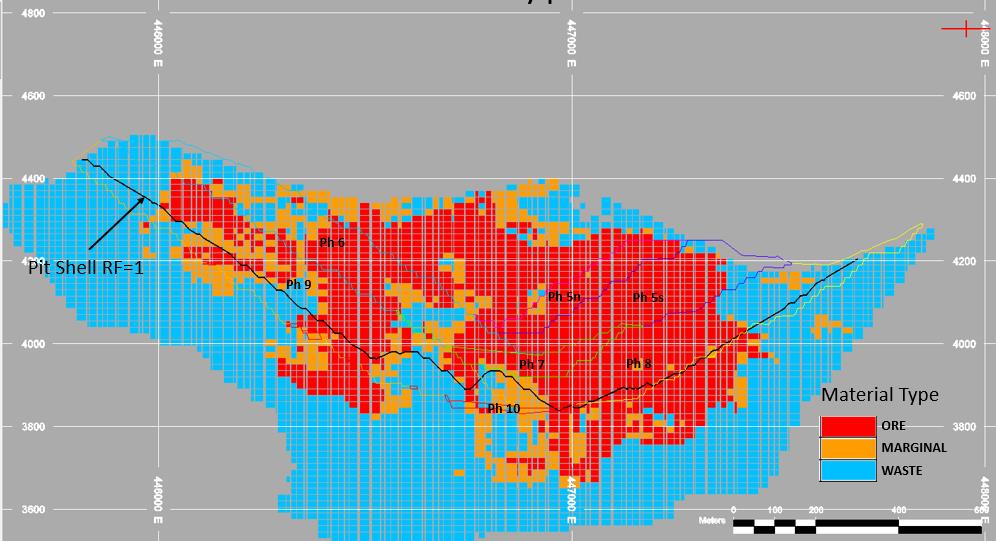 4800
446000 E
447000 E
448000 E
4600
4600
4400
4400
Ph 6
Pit Shell RF=1
4200
4200
Ph 9
Ph 5n
Ph 5s
4000
4000
Ph 7
Ph 8
Ph 10
Material Type
ORE
MARGINAL
WASTE
3800
3800
446000 E
447000 E
448000 E
3600
Meters
0 100 200 400 600